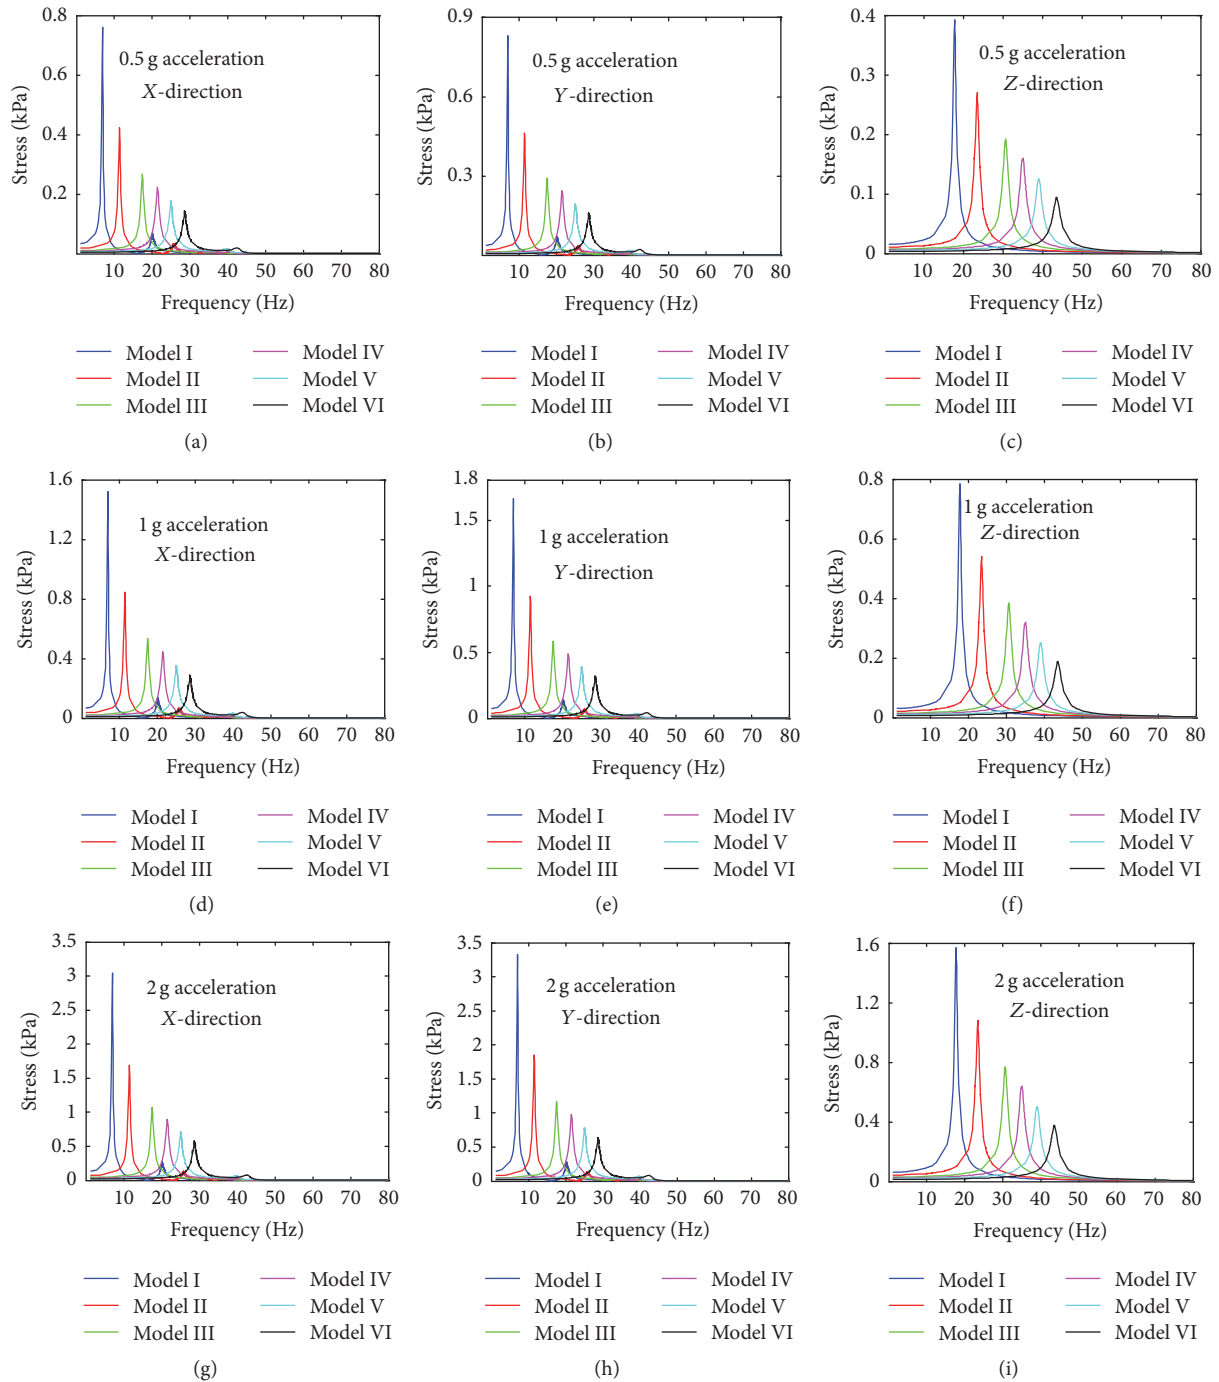 0.8
0.6
0.4
0.2
Stress (kPa)
0.5 g acceleration
X-direction
10 20 30 40 50 60 70 80
Frequency (Hz)
Model I
Model II
Model III
Model IV
Model V
Model VI
(a)
0.9
0.6
0.3
Stress (kPa)
0.5 g acceleration
Y-direction
10 20 30 40 50 60 70 80
Frequency (Hz)
Model I
Model II
Model III
Model IV
Model V
Model VI
(b)
0.4
0.3
0.2
0.1
0
Stress (kPa)
0.5 g acceleration
Z-direction
10 20 30 40 50 60 70 80
Frequency (Hz)
Model I
Model II
Model III
Model IV
Model V
Model VI
(c)
1.6
1.2
0.8
0.4
0
Stress (kPa)
1 g acceleration
X-direction
10 20 30 40 50 60 70 80
Frequency (Hz)
Model I
Model II
Model III
Model IV
Model V
Model VI
(d)
1.8
1.5
1
0.5
0
Stress (kPa)
1 g acceleration
Y-direction
10 20 30 40 50 60 70 80
Frequency (Hz)
Model I
Model II
Model III
Model IV
Model V
Model VI
(e)
0.8
0.6
0.4
0.2
0
Stress (kPa)
1 g acceleration
Z-direction
10 20 30 40 50 60 70 80
Frequency (Hz)
Model I
Model II
Model III
Model IV
Model V
Model VI
(f)
3.5
3
2.5
2
1.5
1
0.5
0
Stress (kPa)
2 g acceleration
X-direction
10 20 30 40 50 60 70 80
Frequency (Hz)
Model I
Model II
Model III
Model IV
Model V
Model VI
(g)
3.5
3
2.5
2
1.5
1
0.5
0
Stress (kPa)
2 g acceleration
Y-direction
10 20 30 40 50 60 70 80
Frequency (Hz)
Model I
Model II
Model III
Model IV
Model V
Model VI
(h)
1.6
1.2
0.8
0.4
0
Stress (kPa)
2 g acceleration
Z-direction
10 20 30 40 50 60 70 80
Frequency (Hz)
Model I
Model II
Model III
Model IV
Model V
Model VI
(i)